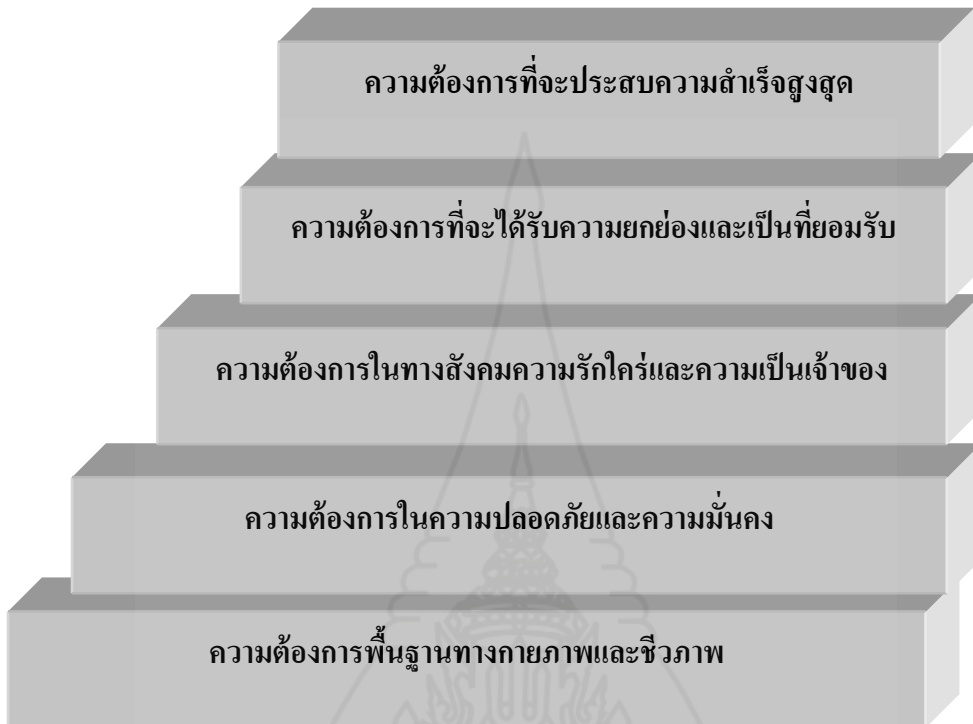 ความต้องการที่จะประสบความสำเร็จสูงสุด
ความต้องการที่จะได้รับความยกย่องและเป็นที่ยอมรับ
ความต้องการในทางสังคมความรักใคร่และความเป็นเจ้าของ
ความต้องการในความปลอดภัยและความมั่นคง
ความต้องการพื้นฐานทางกายภาพและชีวภาพ